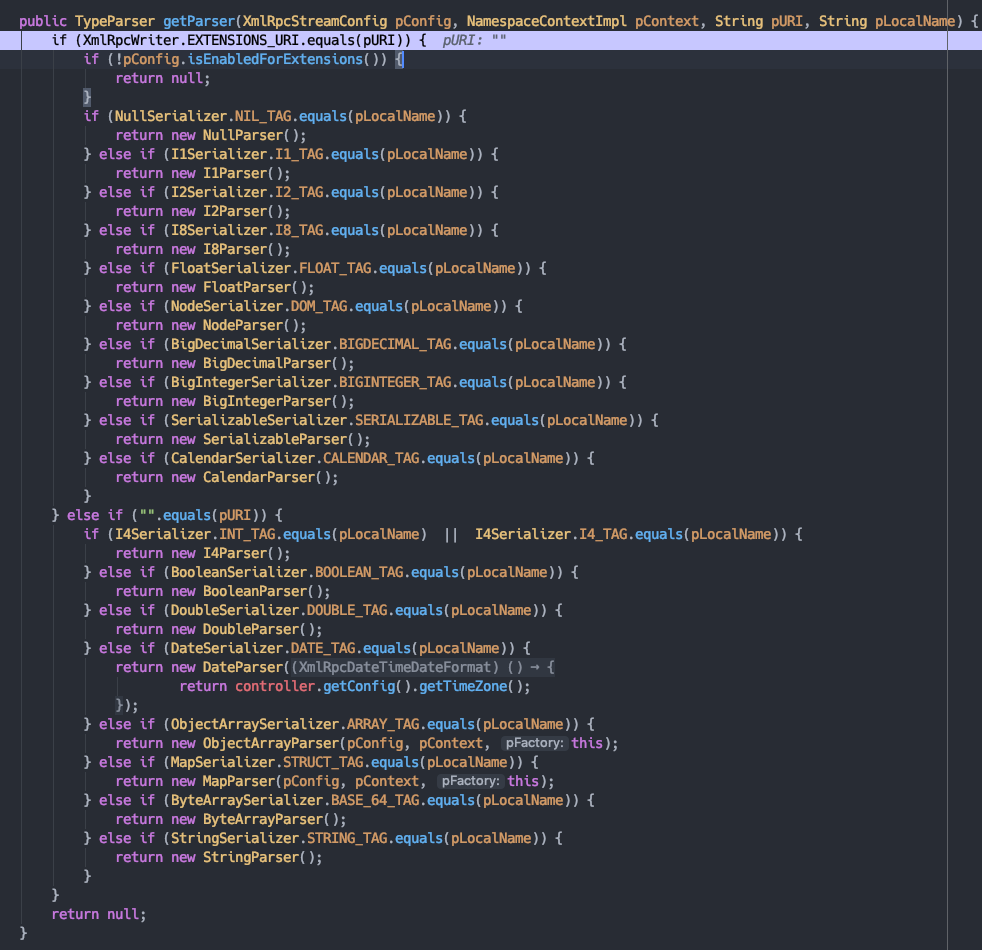 public TypeParser getParser(XmlRpcStreamConfig pConfig, NamespaceContextImpl pContext, String pURI, String pLocalName) {
    if (XmlRpcWriter.EXTENSIONS_URI.equals(pURI)) {  pURI: ""
        if (!pConfig.isEnabledForExtensions()) {
            return null;
        }
        if (NullSerializer.NIL_TAG.equals(pLocalName)) {
            return new NullParser();
        } else if (I1Serializer.I1_TAG.equals(pLocalName)) {
            return new I1Parser();
        } else if (I2Serializer.I2_TAG.equals(pLocalName)) {
            return new I2Parser();
        } else if (I8Serializer.I8_TAG.equals(pLocalName)) {
            return new I8Parser();
        } else if (FloatSerializer.FLOAT_TAG.equals(pLocalName)) {
            return new FloatParser();
        } else if (NodeSerializer.DOM_TAG.equals(pLocalName)) {
            return new NodeParser();
        } else if (BigDecimalSerializer.BIGDECIMAL_TAG.equals(pLocalName)) {
            return new BigDecimalParser();
        } else if (BigIntegerSerializer.BIGINTEGER_TAG.equals(pLocalName)) {
            return new BigIntegerParser();
        } else if (SerializableSerializer.SERIALIZABLE_TAG.equals(pLocalName)) {
            return new SerializableParser();
        } else if (CalendarSerializer.CALENDAR_TAG.equals(pLocalName)) {
            return new CalendarParser();
        }
    } else if ("".equals(pURI)) {
        if (I4Serializer.INT_TAG.equals(pLocalName)  ||  I4Serializer.I4_TAG.equals(pLocalName)) {
            return new I4Parser();
        } else if (BooleanSerializer.BOOLEAN_TAG.equals(pLocalName)) {
            return new BooleanParser();
        } else if (DoubleSerializer.DOUBLE_TAG.equals(pLocalName)) {
            return new DoubleParser();
        } else if (DateSerializer.DATE_TAG.equals(pLocalName)) {
            return new DateParser((XmlRpcDateTimeDateFormat) () → {
                    return controller.getConfig().getTimeZone();
            });
        } else if (ObjectArraySerializer.ARRAY_TAG.equals(pLocalName)) {
            return new ObjectArrayParser(pConfig, pContext, pFactory: this);
        } else if (MapSerializer.STRUCT_TAG.equals(pLocalName)) {
            return new MapParser(pConfig, pContext, pFactory: this);
        } else if (ByteArraySerializer.BASE_64_TAG.equals(pLocalName)) {
            return new ByteArrayParser();
        } else if (StringSerializer.STRING_TAG.equals(pLocalName)) {
            return new StringParser();
        }
    }
    return null;
}